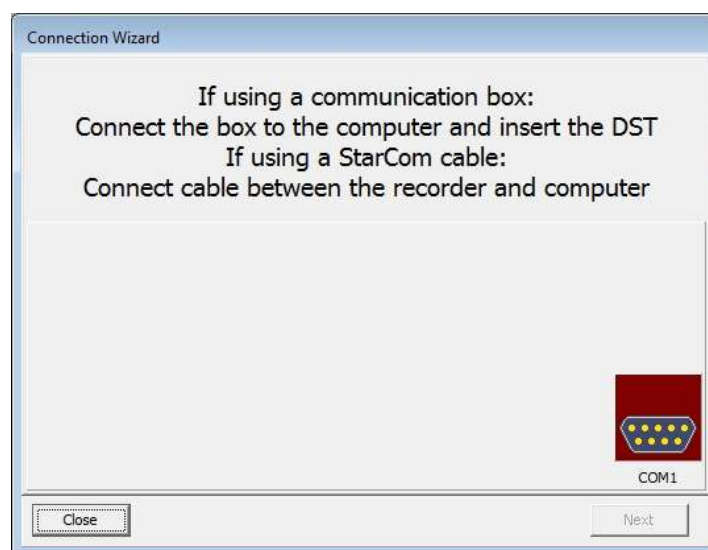 Connection Wizard
If using a communication box:
Connect the box to the computer and insert the DST
If using a StarCom cable:
Connect cable between the recorder and computer
COM1
Close
Next